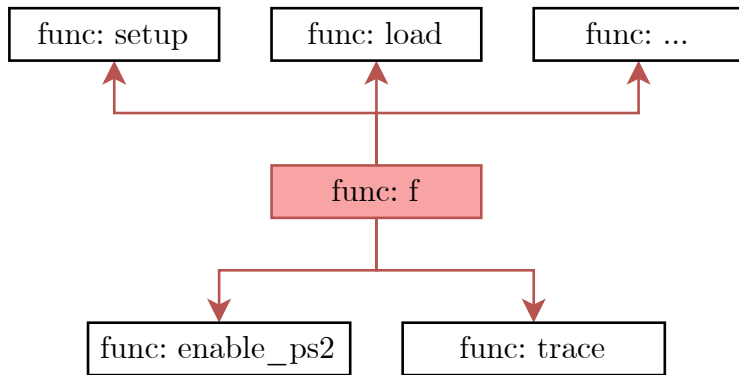 func: setup
func: load
func: ...
func: f
func: enable_ps2
func: trace